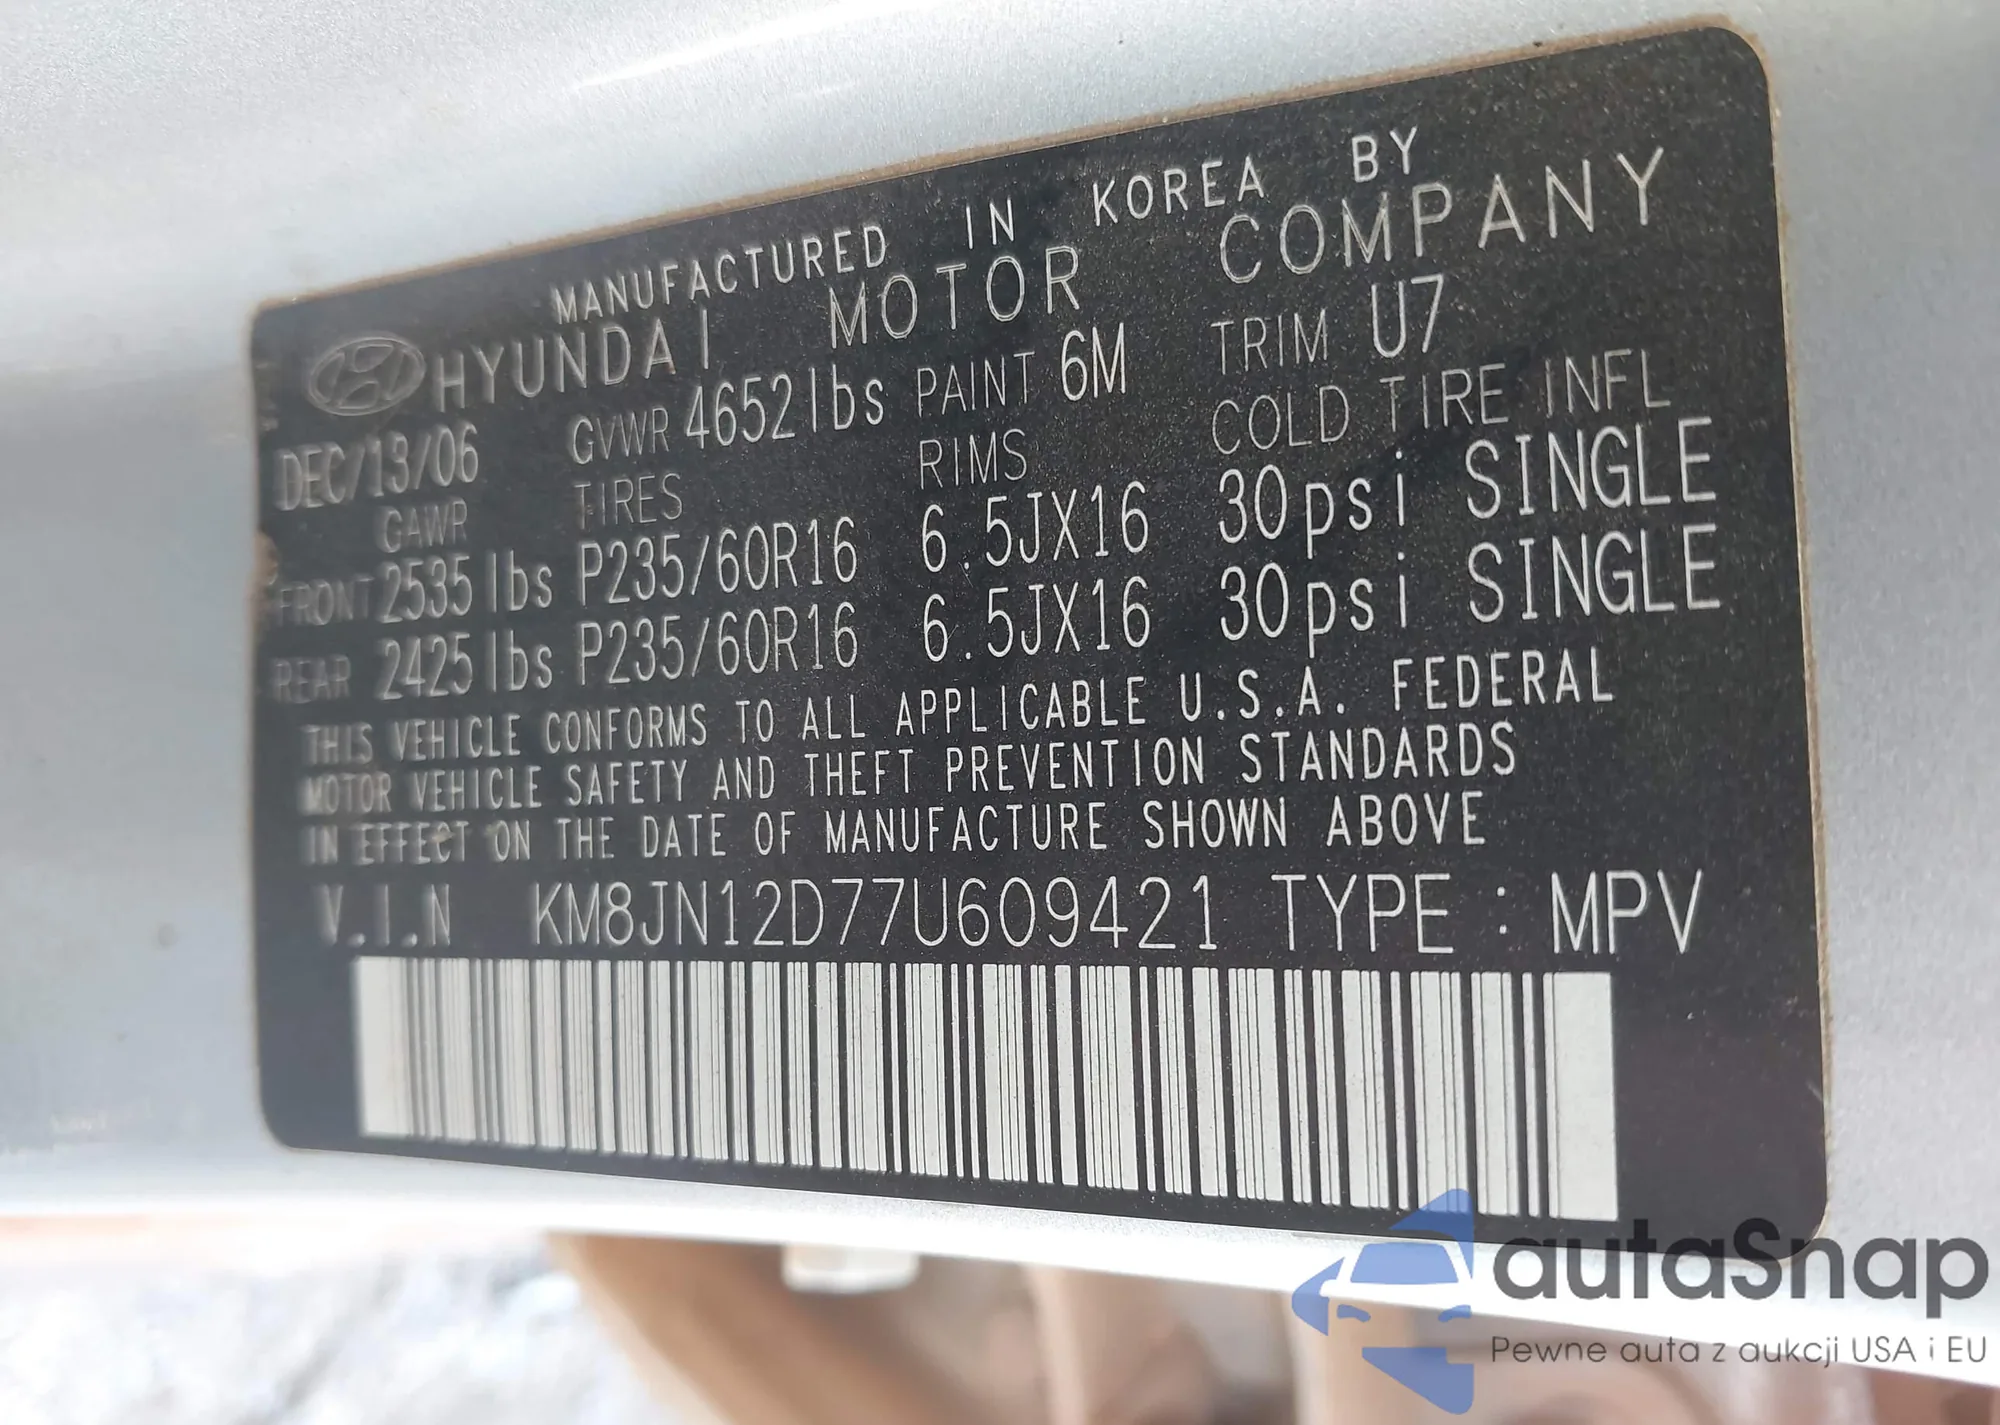 MANUFACTURED IN KOREA BY
HYUNDAI MOTOR COMPANY
DEC/13/06 GVWR 4652lbs PAINT 6M TRIM U7
GAWR TIRES RIMS COLD TIRE INFL
FRONT 2535lbs P235/60R16 6.5JX16 30psi SINGLE
REAR 2425lbs P235/60R16 6.5JX16 30psi SINGLE
THIS VEHICLE CONFORMS TO ALL APPLICABLE U.S.A. FEDERAL
MOTOR VEHICLE SAFETY AND THEFT PREVENTION STANDARDS
IN EFFECT ON THE DATE OF MANUFACTURE SHOWN ABOVE
V.I.N KM8JN12D77U609421 TYPE : MPV
autaSnap
Pewne auta z aukcji USA i EU